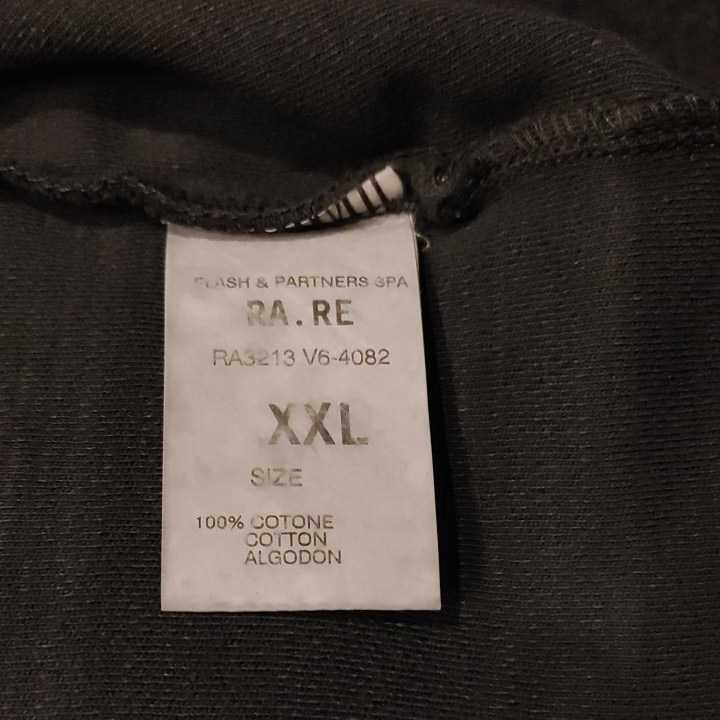 FLASH & PARTNERS SPA
RA.RE
RA3213 V6-4082
XXL
SIZE
100% COTONE
COTTON
ALGODON